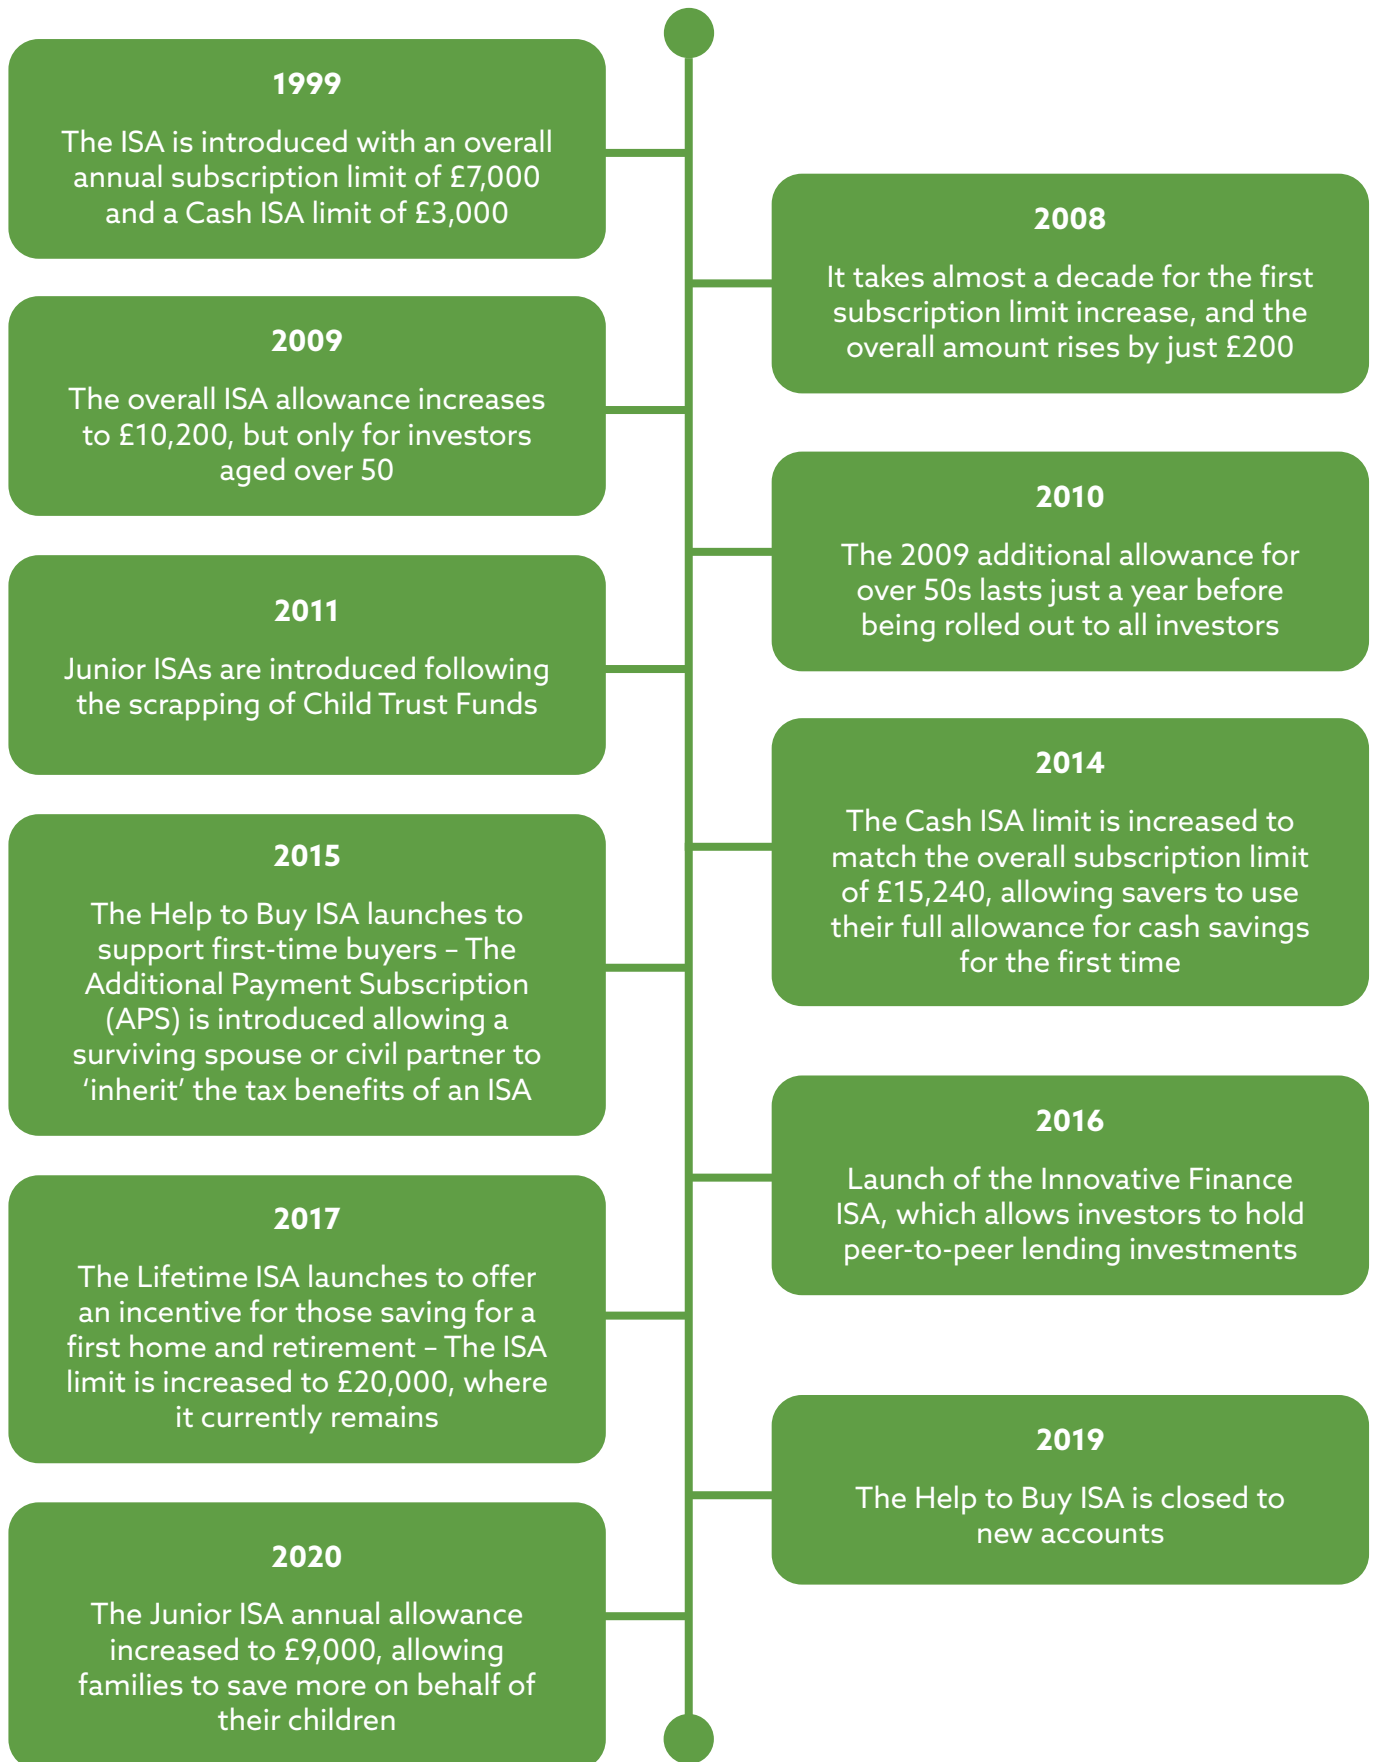 1999
The ISA is introduced with an overall
annual subscription limit of £7,000
and a Cash ISA limit of £3,000
2008
It takes almost a decade for the first
subscription limit increase, and the
overall amount rises by just £200
2009
The overall ISA allowance increases
to £10,200, but only for investors
aged over 50
2010
The 2009 additional allowance for
over 50s lasts just a year before
being rolled out to all investors
2011
Junior ISAs are introduced following
the scrapping of Child Trust Funds
2014
The Cash ISA limit is increased to
match the overall subscription limit
of £15,240, allowing savers to use
their full allowance for cash savings
for the first time
2015
The Help to Buy ISA launches to
support first-time buyers – The
Additional Payment Subscription
(APS) is introduced allowing a
surviving spouse or civil partner to
‘inherit’ the tax benefits of an ISA
2016
Launch of the Innovative Finance
ISA, which allows investors to hold
peer-to-peer lending investments
2017
The Lifetime ISA launches to offer
an incentive for those saving for a
first home and retirement – The ISA
limit is increased to £20,000, where
it currently remains
2019
The Help to Buy ISA is closed to
new accounts
2020
The Junior ISA annual allowance
increased to £9,000, allowing
families to save more on behalf of
their children